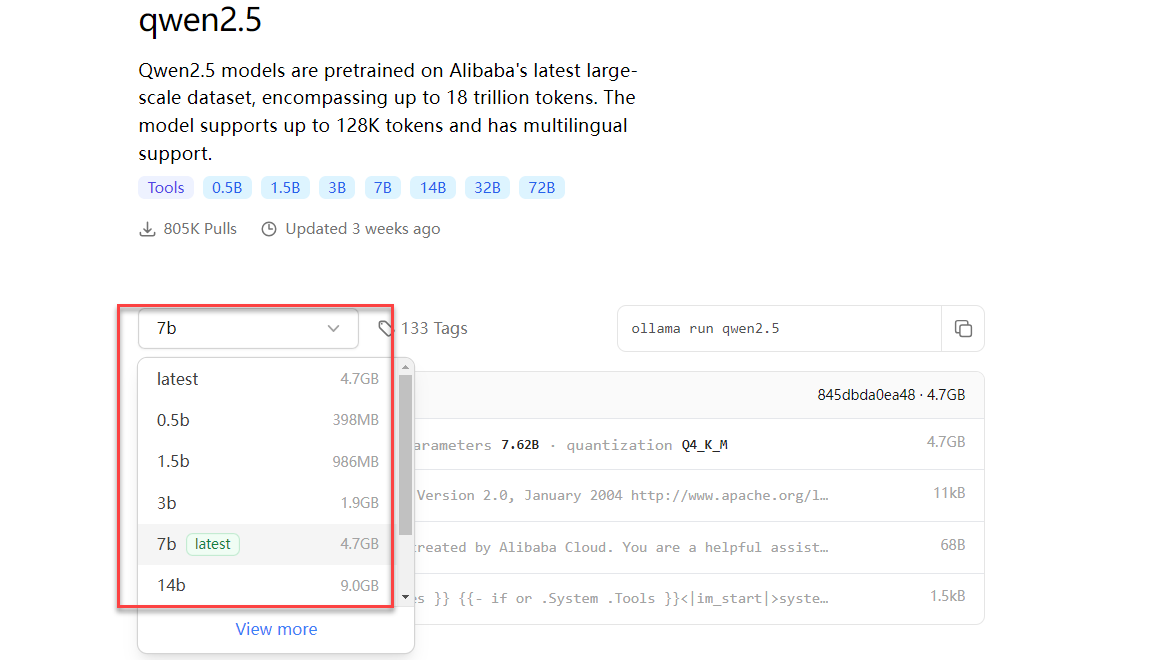 qwen2.5
Qwen2.5 models are pretrained on Alibaba's latest large-
scale dataset, encompassing up to 18 trillion tokens. The
model supports up to 128K tokens and has multilingual
support.
Tools 0.5B 1.5B 3B 7B 14B 32B 72B
805K Pulls Updated 3 weeks ago
7b 133 Tags ollama run qwen2.5
latest 4.7GB
845dbda0ea48 · 4.7GB
0.5b 398MB
arameters 7.62B · quantization Q4_K_M 4.7GB
1.5b 986MB
Version 2.0, January 2004 http://www.apache.org/l… 11kB
3b 1.9GB
7b latest 4.7GB
reated by Alibaba Cloud. You are a helpful assist… 68B
14b 9.0GB
es }} {{- if or .System .Tools }}<|im_start|>syste… 1.5kB
View more